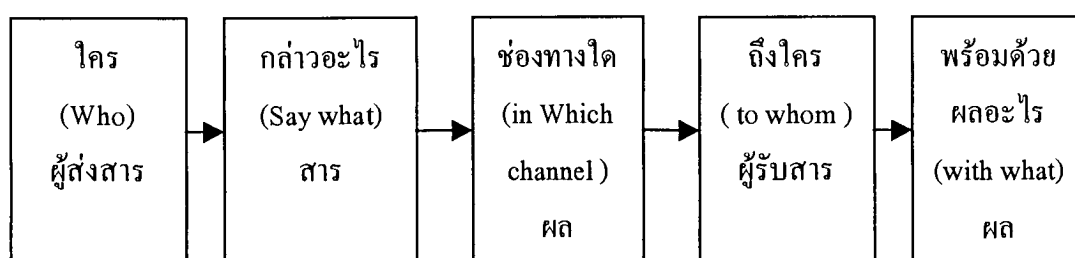 ใคร
(Who)
ผู้ส่งสาร
กล่าวอะไร
(Say what)
สาร
ช่องทางใด
(in Which
channel )
ผล
ถึงใคร
( to whom )
ผู้รับสาร
พร้อมด้วย
ผลอะไร
(with what)
ผล